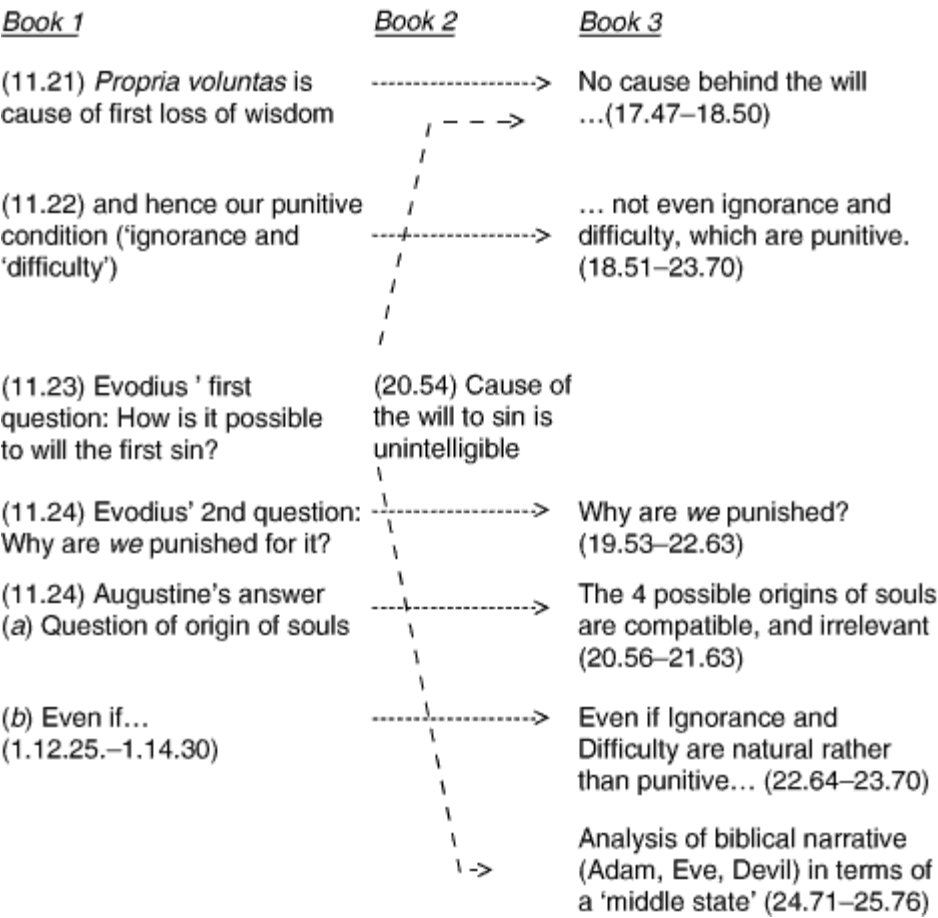 Book 1
Book 2
Book 3
(11.21) Propria voluntas is
cause of first loss of wisdom
No cause behind the will
…(17.47–18.50)
(11.22) and hence our punitive
condition (‘ignorance and
‘difficulty’)
… not even ignorance and
difficulty, which are punitive.
(18.51–23.70)
(11.23) Evodius ’ first
question: How is it possible
to will the first sin?
(20.54) Cause of
the will to sin is
unintelligible
(11.24) Evodius’ 2nd question:
Why are we punished for it?
Why are we punished?
(19.53–22.63)
(11.24) Augustine’s answer
(a) Question of origin of souls
The 4 possible origins of souls
are compatible, and irrelevant
(20.56–21.63)
(b) Even if…
(1.12.25.–1.14.30)
Even if Ignorance and
Difficulty are natural rather
than punitive… (22.64–23.70)
Analysis of biblical narrative
(Adam, Eve, Devil) in terms of
a ‘middle state’ (24.71–25.76)